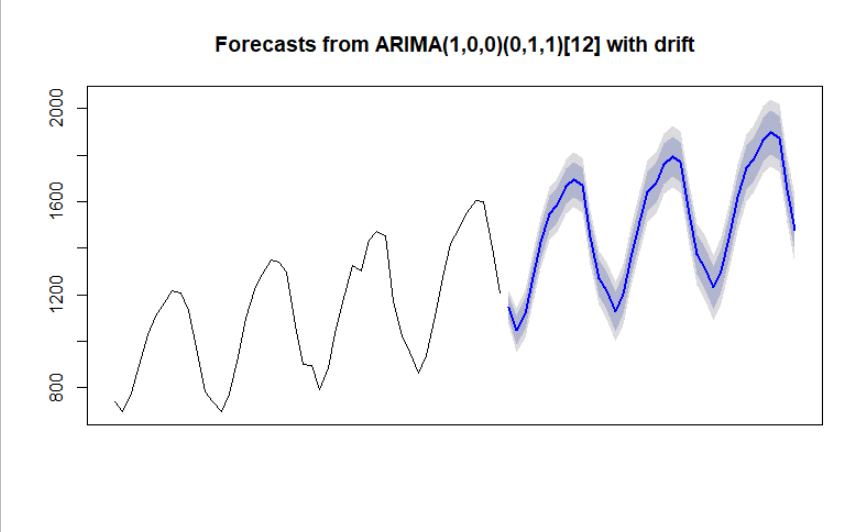 Forecasts from ARIMA(1,0,0)(0,1,1)[12] with drift
2000
1600
1200
800